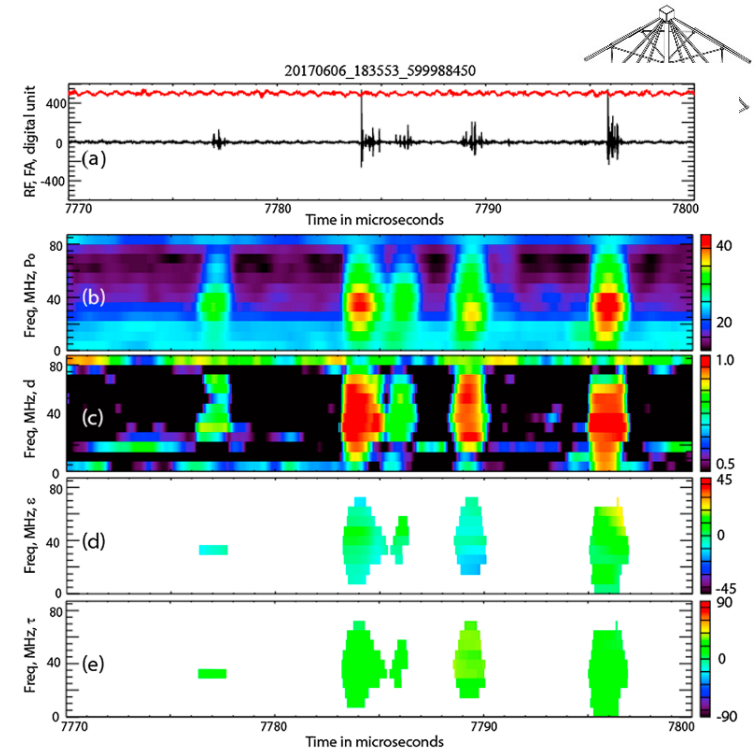 20170606_183553_599988450
RF, FA, digital unit
400
0
-400
(a)
7770 7780 7790 7800
Time in microseconds
Freq, MHz, Po
80
40
0
(b)
40
20
Freq, MHz, d
80
40
0
(c)
1.0
0.5
Freq, MHz, ε
80
40
0
(d)
45
0
-45
Freq, MHz, τ
80
40
0
(e)
90
0
-90
7770 7780 7790 7800
Time in microseconds